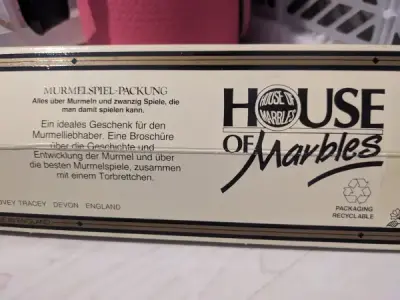 MURMELSPIEL-PACKUNG
Alles über Murmeln und zwanzig Spiele, die
man damit spielen kann.
Ein ideales Geschenk für den
Murmelliebhaber. Eine Broschüre
über die Geschichte und
Entwicklung der Murmel und über
die besten Murmelspiele, zusammen
mit einem Torbrettchen.
TRACEY DEVON ENGLAND
IN ENGLAND
HOUSE
HOUSE OF
MARBLES
OF Marbles
PACKAGING
RECYCLABLE